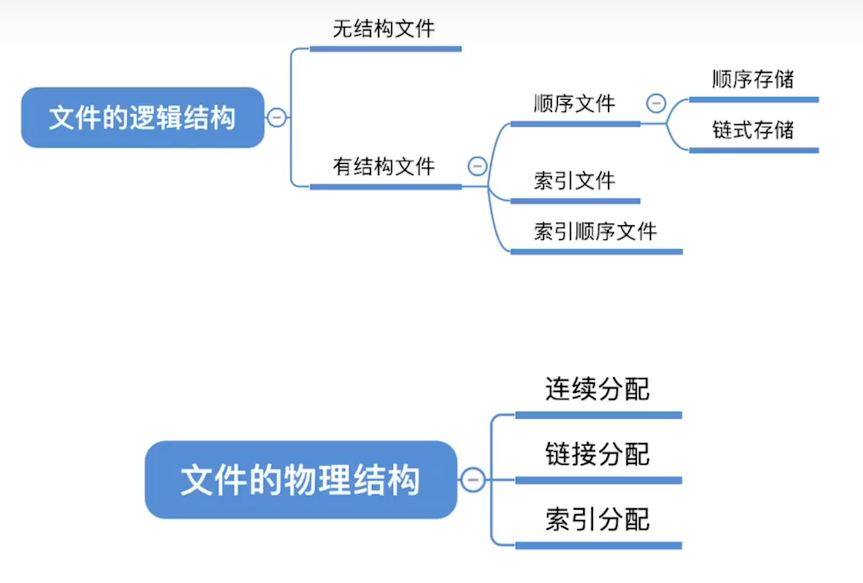 文件的逻辑结构
无结构文件
有结构文件
顺序文件
顺序存储
链式存储
索引文件
索引顺序文件
文件的物理结构
连续分配
链接分配
索引分配